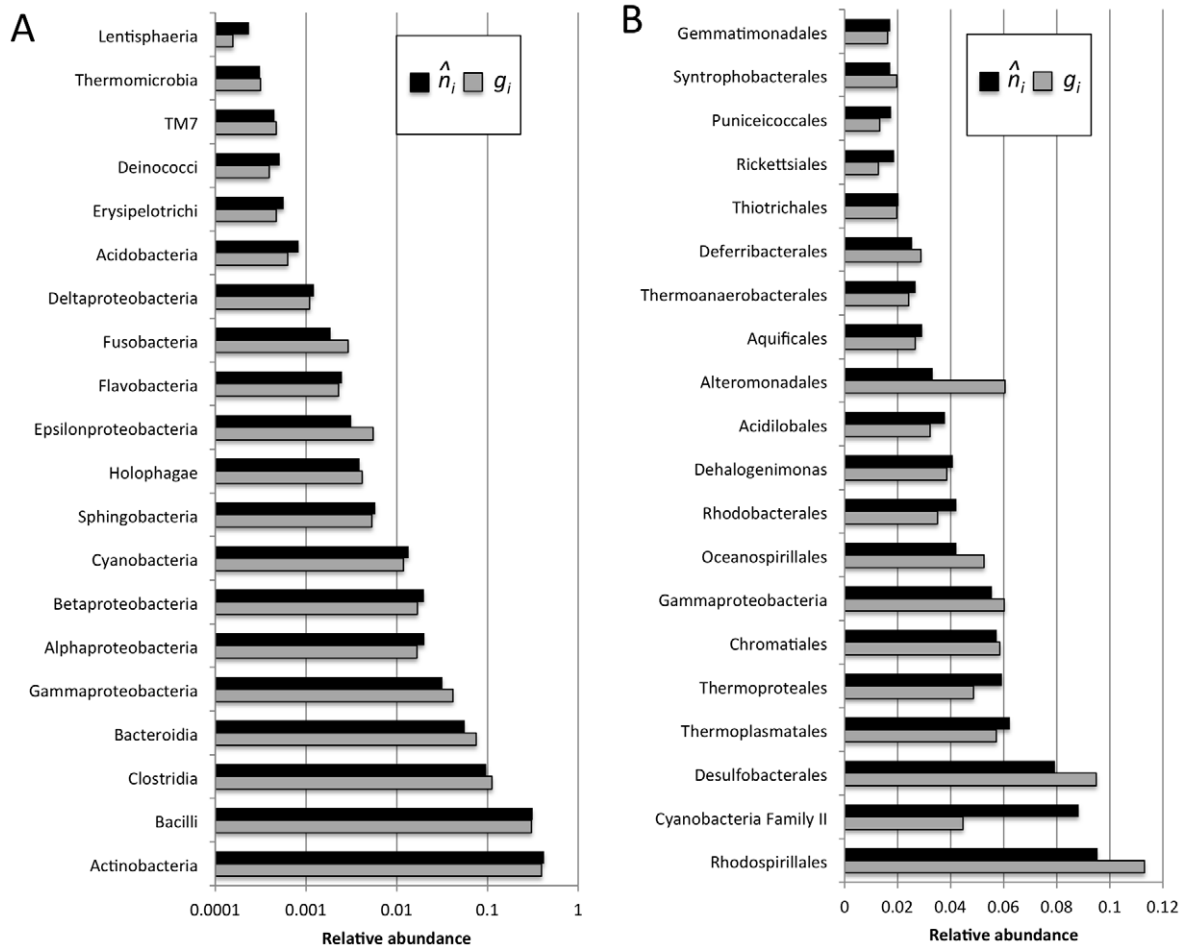 A
Lentisphaeria
Thermomicrobia
TM7
Deinococci
Erysipelotrichi
Acidobacteria
Deltaproteobacteria
Fusobacteria
Flavobacteria
Epsilonproteobacteria
Holophagae
Sphingobacteria
Cyanobacteria
Betaproteobacteria
Alphaproteobacteria
Gammaproteobacteria
Bacteroidia
Clostridia
Bacilli
Actinobacteria
n̂i gi
0.0001 0.001 0.01 0.1 1
Relative abundance
B
Gemmatimonadales
Syntrophobacterales
Puniceicoccales
Rickettsiales
Thiotrichales
Deferribacterales
Thermoanaerobacterales
Aquificales
Alteromonadales
Acidilobales
Dehalogenimonas
Rhodobacterales
Oceanospirillales
Gammaproteobacteria
Chromatiales
Thermoproteales
Thermoplasmatales
Desulfobacterales
Cyanobacteria Family II
Rhodospirillales
n̂i gi
0 0.02 0.04 0.06 0.08 0.1 0.12
Relative abundance